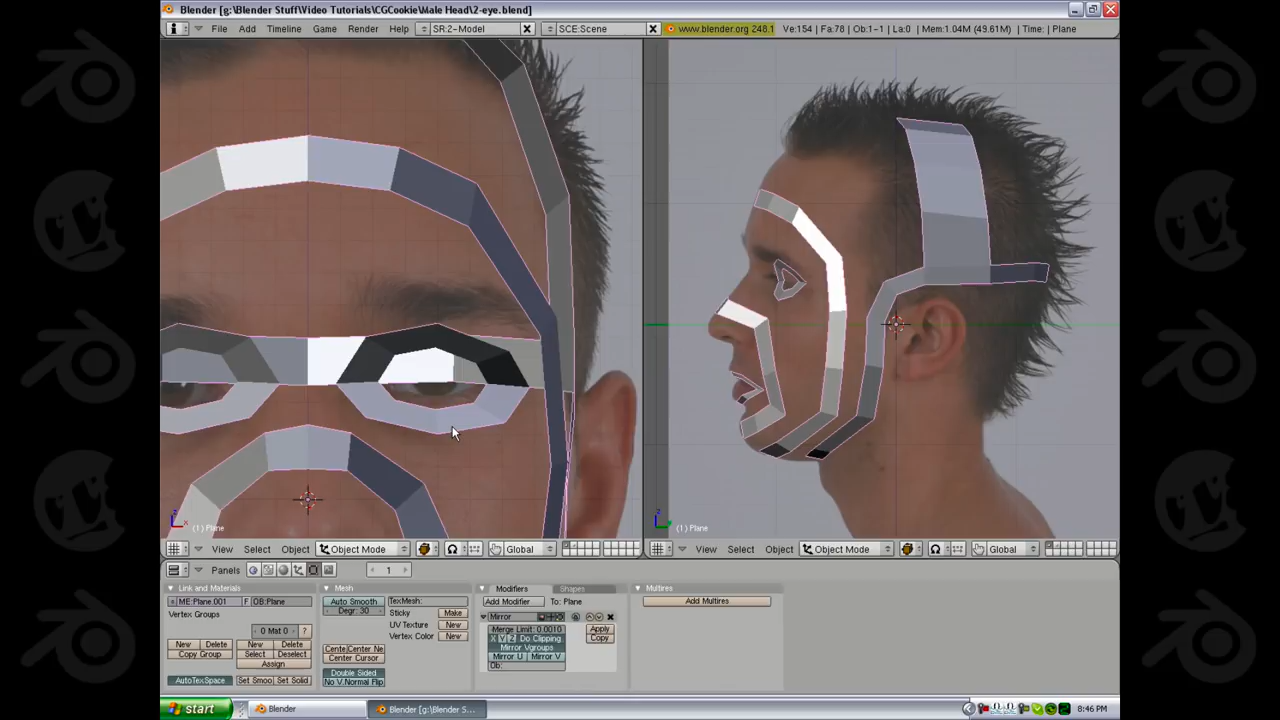 Blender [g:\Blender Stuff\Video Tutorials\CGCookie\Male Head\2-eye.blend]
File Add Timeline Game Render Help SR:2-Model SCE:Scene www.blender.org 248.1 Ve:154 | Fa:78 | Ob:1-1 | La:0 | Mem:1.04M (49.61M) | Time: | Plane
(1) Plane
(1) Plane
View Select Object Object Mode Global
View Select Object Object Mode Global
Panels 1
Link and Materials
ME:Plane.001 F OB:Plane
Vertex Groups
0 Mat 0 ?
New Delete New Delete
Copy Group Select Deselect
Assign
AutoTexSpace Set Smoo Set Solid
Mesh
Auto Smooth TexMesh:
Degr: 30 Sticky Make
UV Texture New
Vertex Color New
Cente Center Ne
Center Cursor
Double Sided
No V.Normal Flip
Modifiers Shapes
Add Modifier To: Plane
Mirror
Merge Limit: 0.0010 Apply
X Y Z Do Clipping Copy
Mirror Vgroups
Mirror U Mirror V
Ob:
Multires
Add Multires
start Blender Blender [g:\Blender S... 8:46 PM